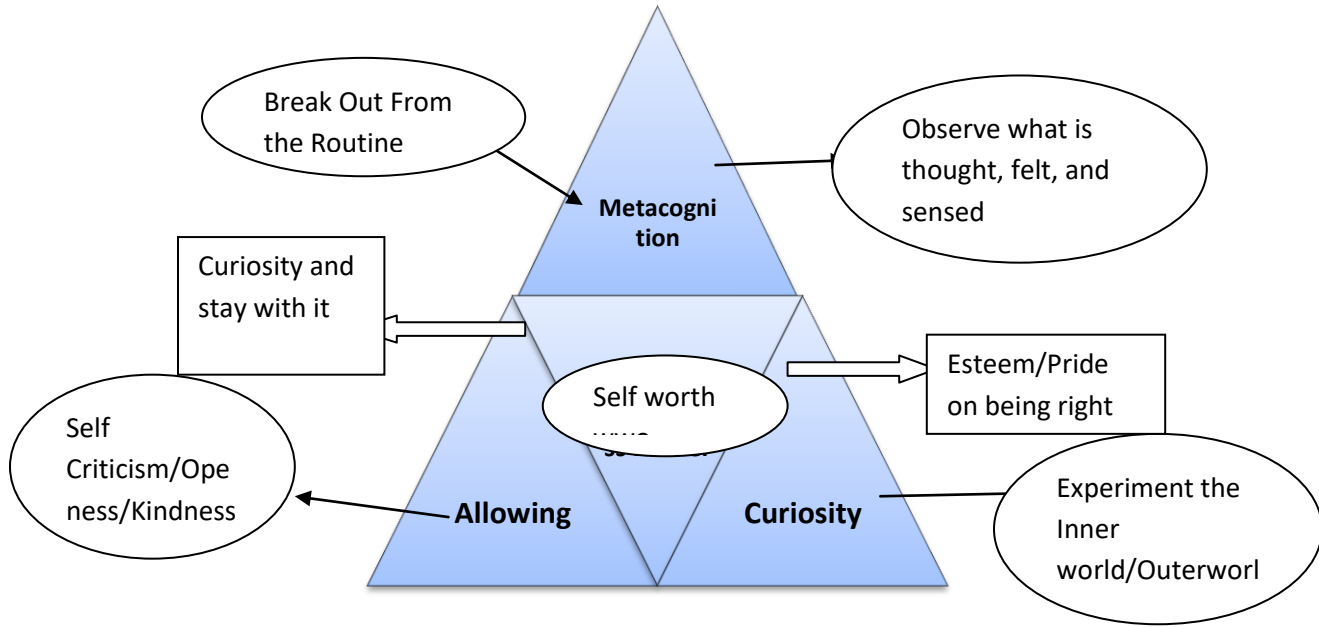 Break Out From
the Routine
Observe what is
thought, felt, and
sensed
Metacogni
tion
Curiosity and
stay with it
Esteem/Pride
on being right
Self worth
Self
Criticism/Ope
ness/Kindness
Allowing
Curiosity
Experiment the
Inner
world/Outerworl